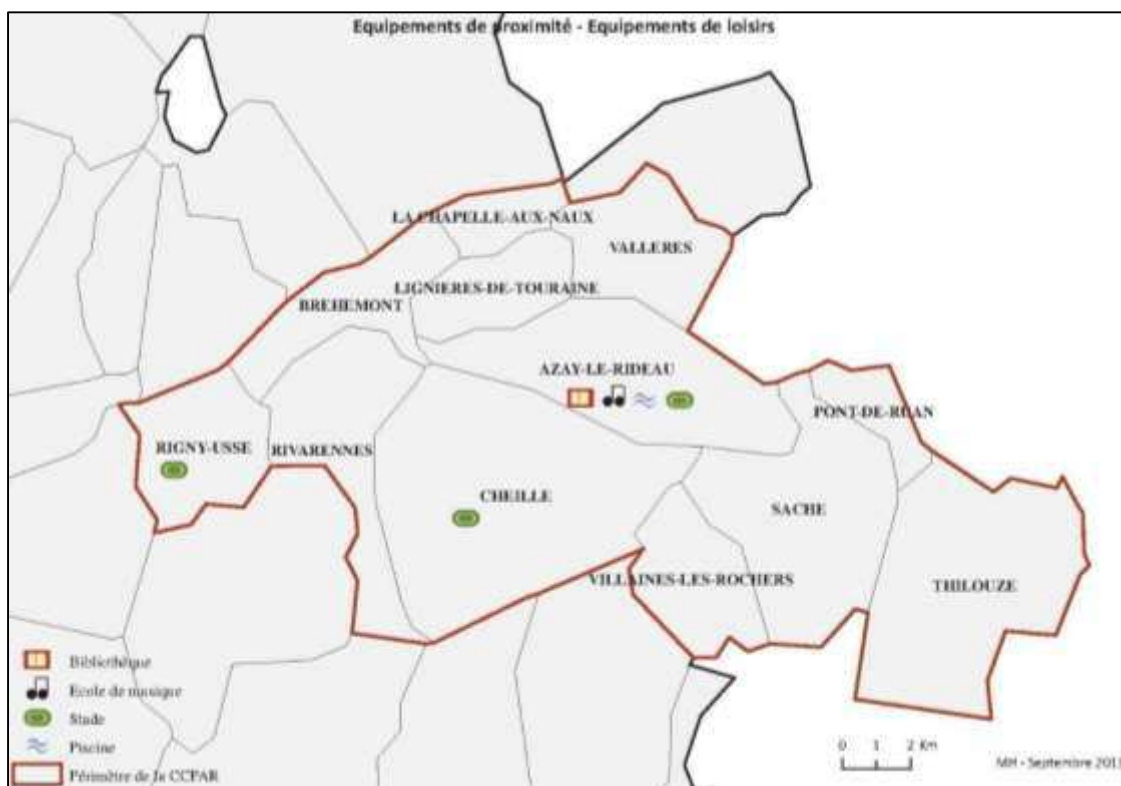 Equipements de proximité - Equipements de loisirs
LA CHAPELLE-AUX-NAUX
VALLERES
LIGNIERES-DE-TOURAINE
BREHEMONT
AZAY-LE-RIDEAU
PONT-DE-RUAN
RIGNY-USSE
RIVARENNES
CHEILLE
SACHE
VILLAINES-LES-ROCHERS
THILOUZE
Bibliothèque
Ecole de musique
Stade
Piscine
Périmètre de la CCPAR
0 1 2 Km
MH - Septembre